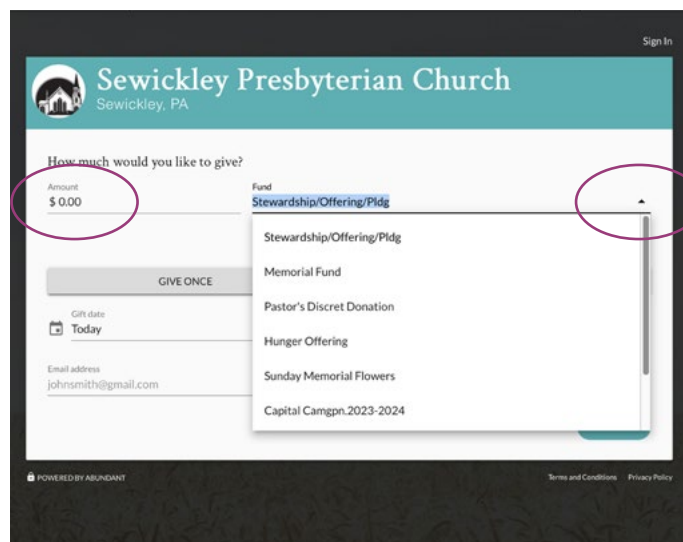 Sign In
Sewickley Presbyterian Church
Sewickley, PA
How much would you like to give?
Amount
$ 0.00
Fund
Stewardship/Offering/Pldg
Stewardship/Offering/Pldg
Memorial Fund
Pastor's Discret Donation
Hunger Offering
Sunday Memorial Flowers
Capital Camgpn.2023-2024
GIVE ONCE
Gift date
Today
Email address
johnsmith@gmail.com
POWERED BY ABUNDANT
Terms and Conditions Privacy Policy